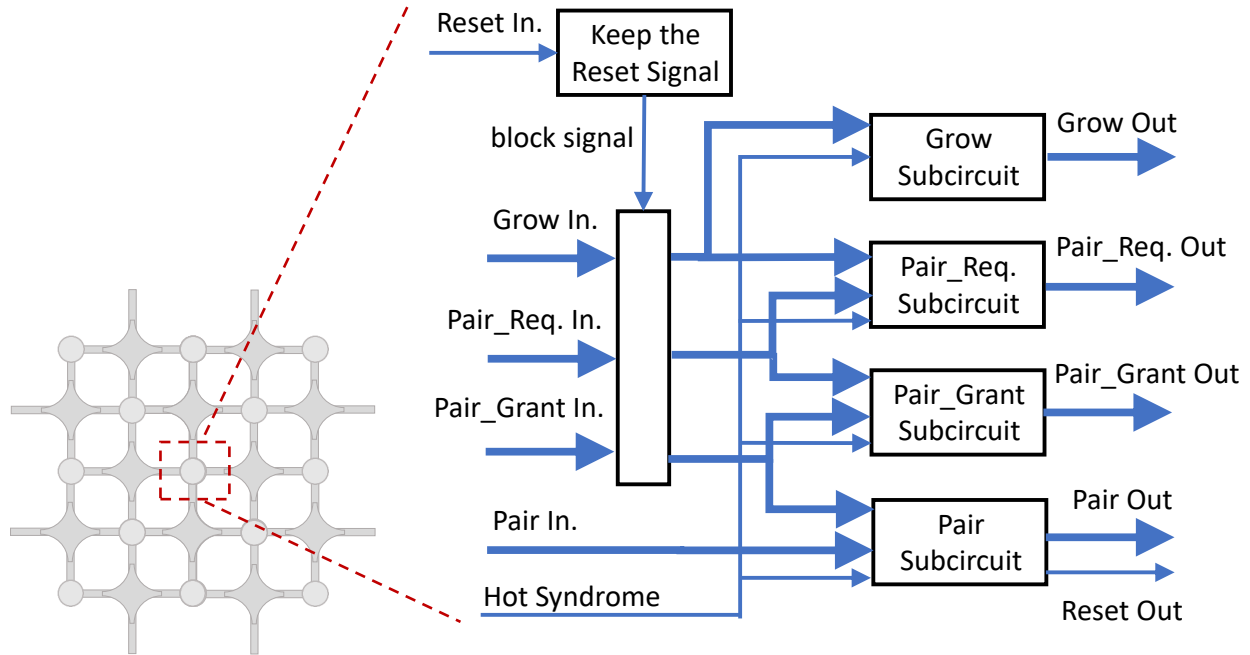 Reset In.
Keep the
Reset Signal
block signal
Grow
Subcircuit
Grow Out
Grow In.
Pair_Req.
Subcircuit
Pair_Req. Out
Pair_Req. In.
Pair_Grant
Subcircuit
Pair_Grant Out
Pair_Grant In.
Pair In.
Pair
Subcircuit
Pair Out
Hot Syndrome
Reset Out